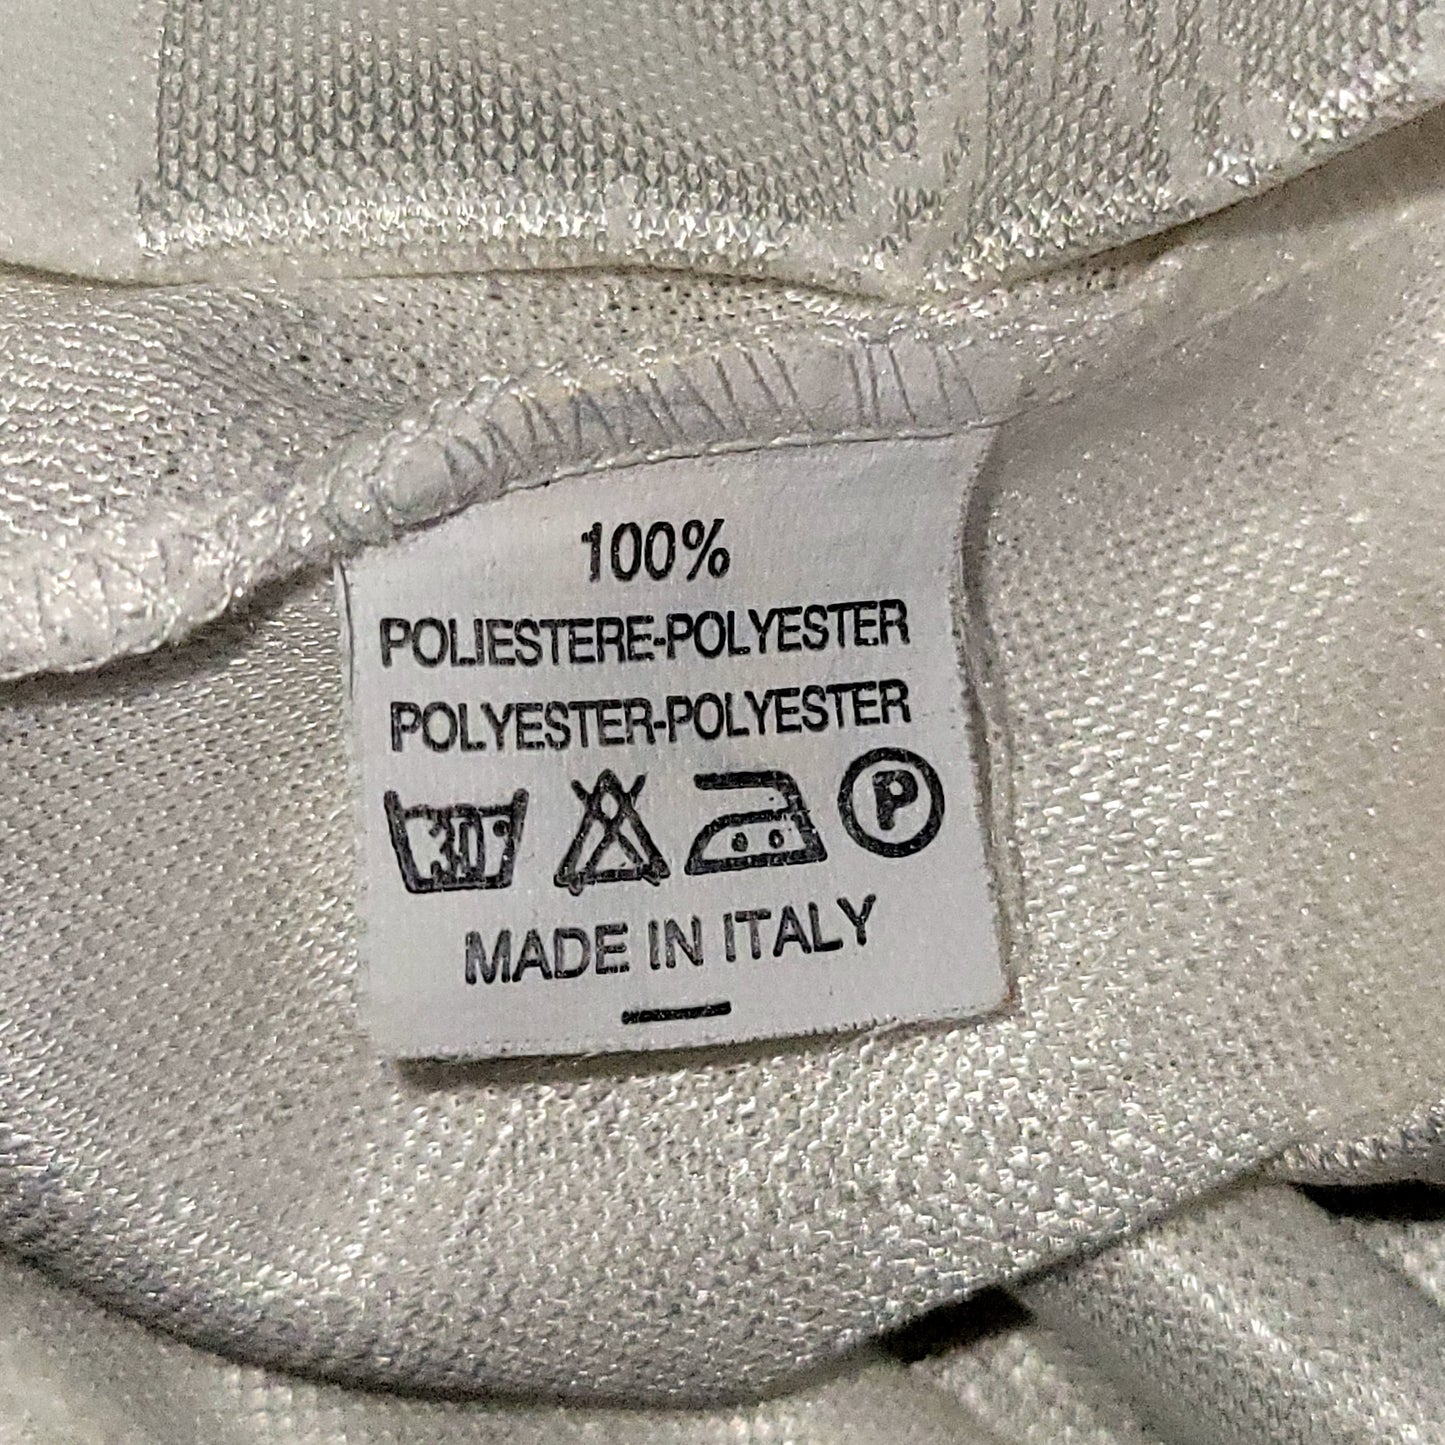 100%
POLIESTERE-POLYESTER
POLYESTER-POLYESTER
30° P
MADE IN ITALY